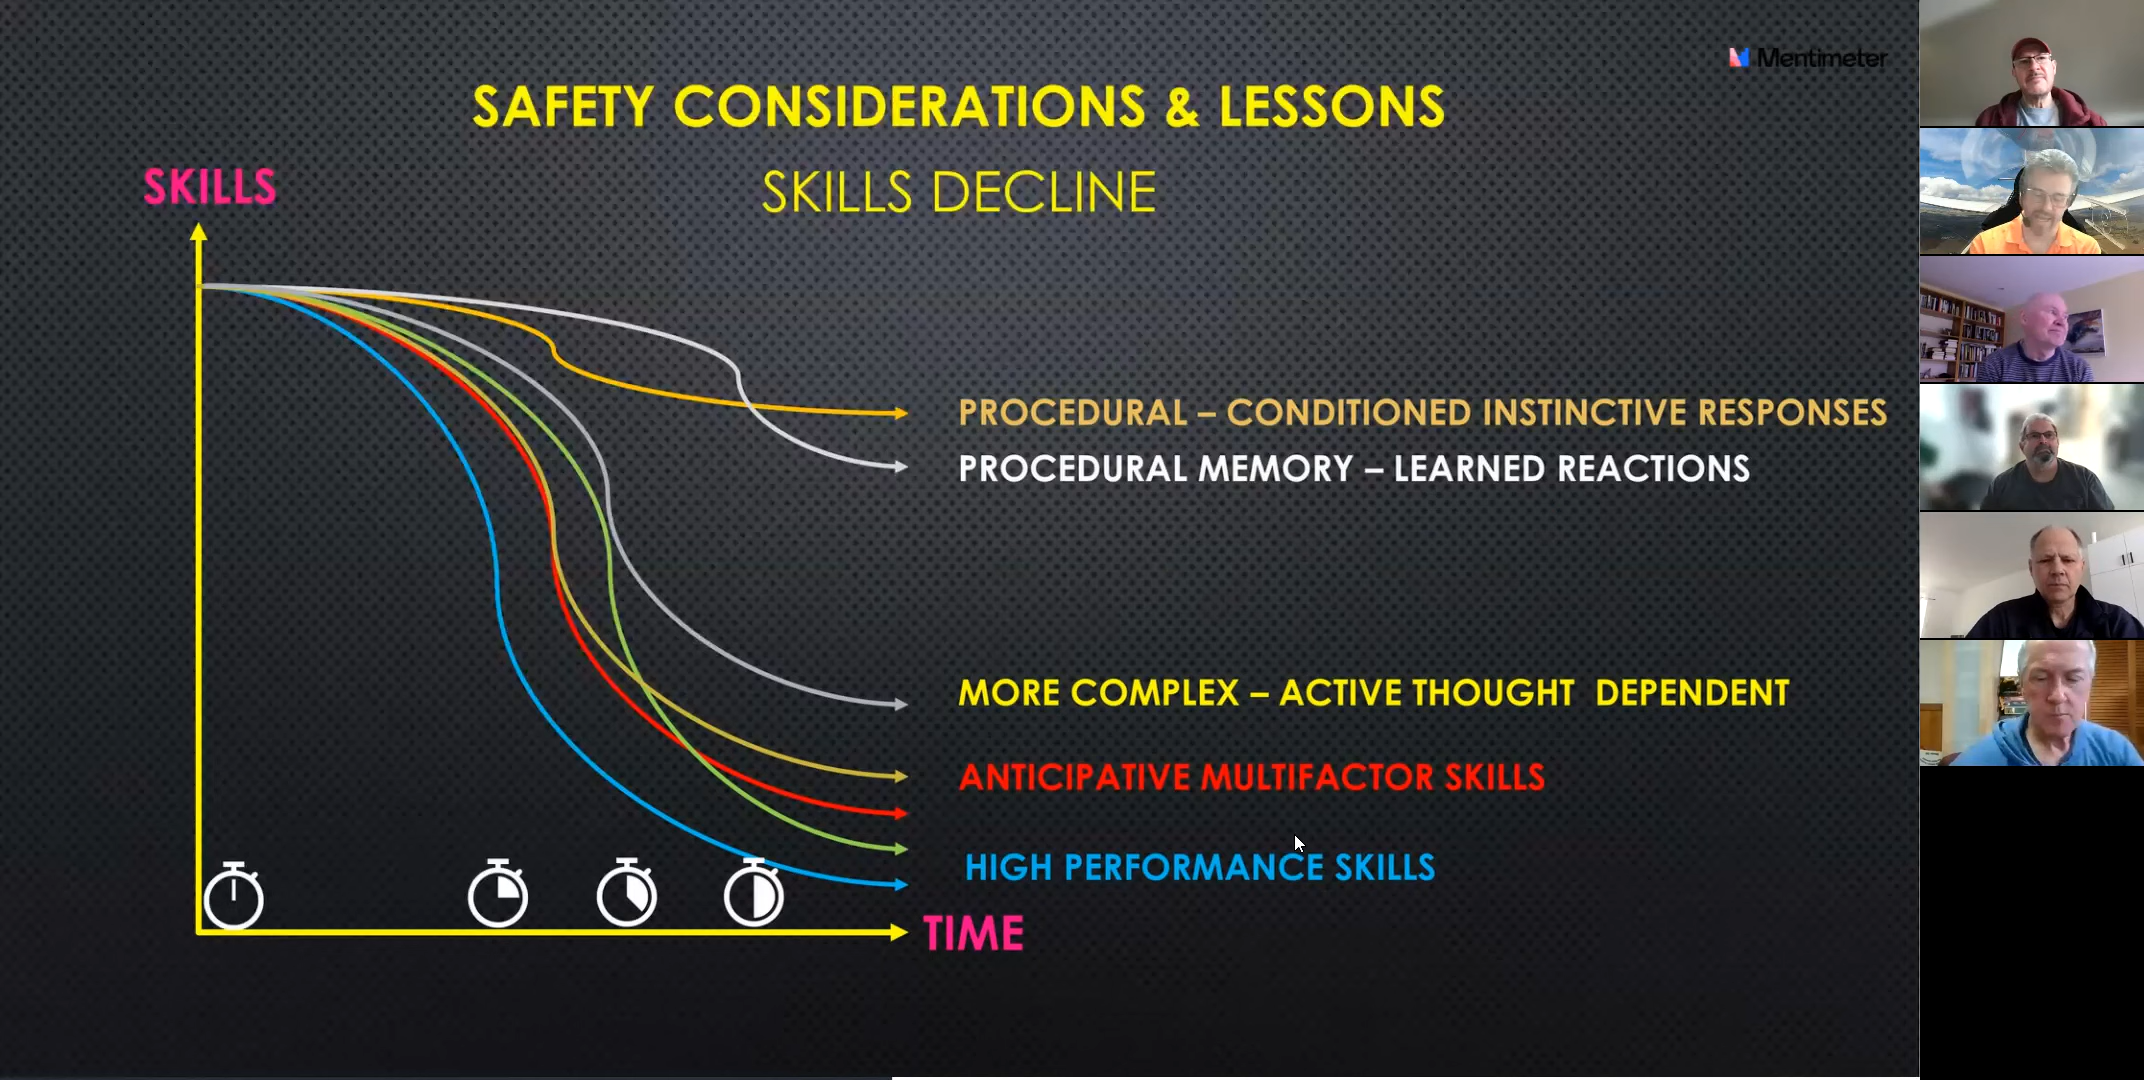 Mentimeter
SAFETY CONSIDERATIONS & LESSONS
SKILLS DECLINE
SKILLS
PROCEDURAL – CONDITIONED INSTINCTIVE RESPONSES
PROCEDURAL MEMORY – LEARNED REACTIONS
MORE COMPLEX – ACTIVE THOUGHT DEPENDENT
ANTICIPATIVE MULTIFACTOR SKILLS
HIGH PERFORMANCE SKILLS
TIME